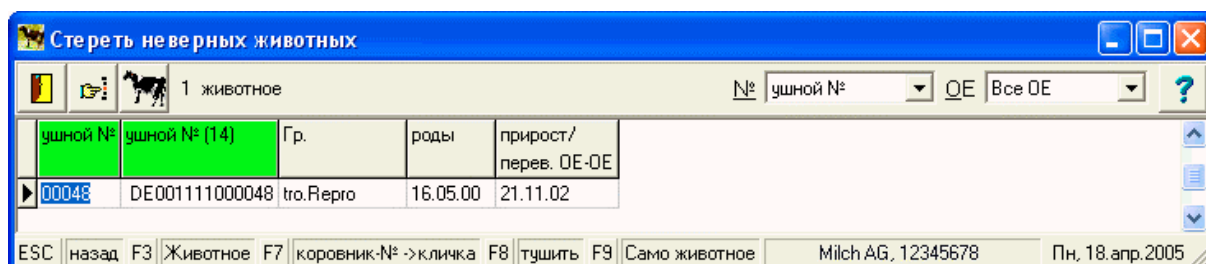 Стереть неверных животных
1 животное № ушной № ОЕ Все ОЕ ?
ушной № ушной № (14) Гр. роды прирост/
перев. ОЕ-ОЕ
00048 DE001111000048 tro.Repro 16.05.00 21.11.02
ESC назад F3 Животное F7 коровник-№ ->кличка F8 тушить F9 Само животное Milch AG, 12345678 Пн, 18.апр.2005